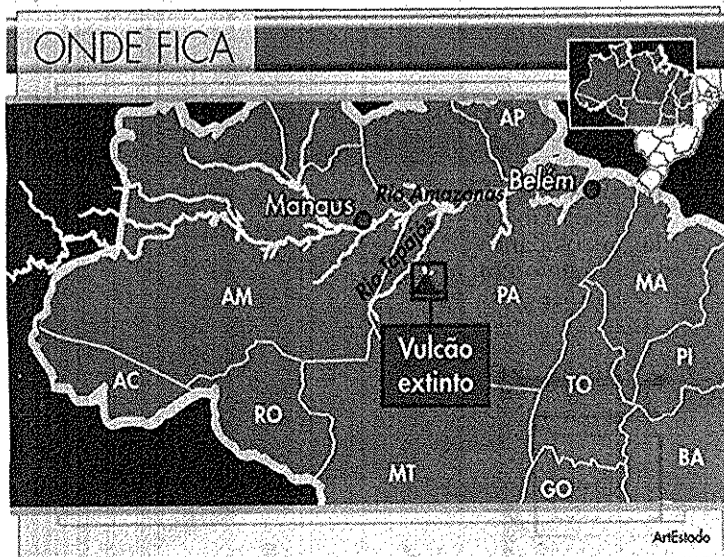 ONDE FICA
AP
Manaus
Rio Amazonas
Belém
Rio Tapajós
AM
PA
MA
Vulcão
extinto
PI
AC
TO
RO
BA
MT
GO
ArtEstado